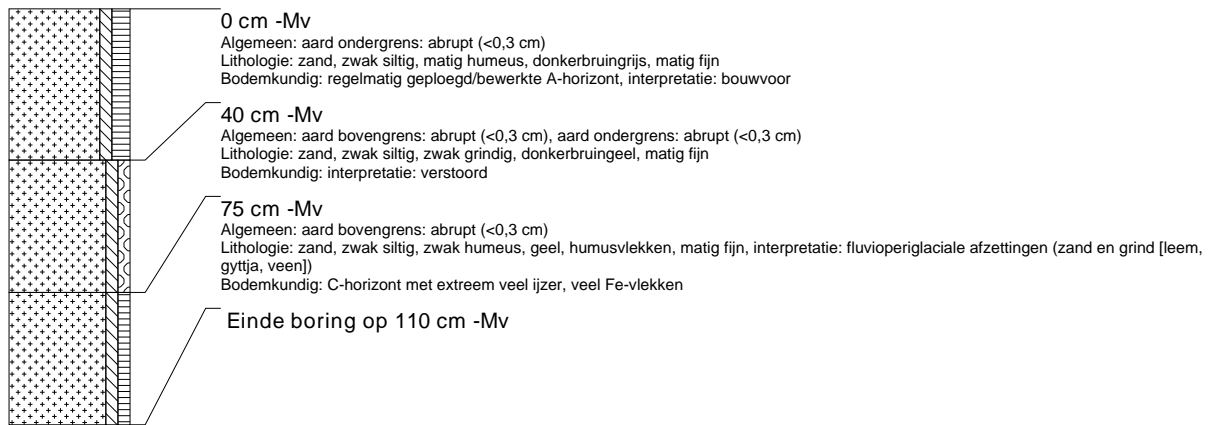 0 cm -Mv
Algemeen: aard ondergrens: abrupt (<0,3 cm)
Lithologie: zand, zwak siltig, matig humeus, donkerbruingrijs, matig fijn
Bodemkundig: regelmatig geploegd/bewerkte A-horizont, interpretatie: bouwvoor
40 cm -Mv
Algemeen: aard bovengrens: abrupt (<0,3 cm), aard ondergrens: abrupt (<0,3 cm)
Lithologie: zand, zwak siltig, zwak grindig, donkerbruingeel, matig fijn
Bodemkundig: interpretatie: verstoord
75 cm -Mv
Algemeen: aard bovengrens: abrupt (<0,3 cm)
Lithologie: zand, zwak siltig, zwak humeus, geel, humusvlekken, matig fijn, interpretatie: fluvioperiglaciale afzettingen (zand en grind [leem,
gyttja, veen])
Bodemkundig: C-horizont met extreem veel ijzer, veel Fe-vlekken
Einde boring op 110 cm -Mv